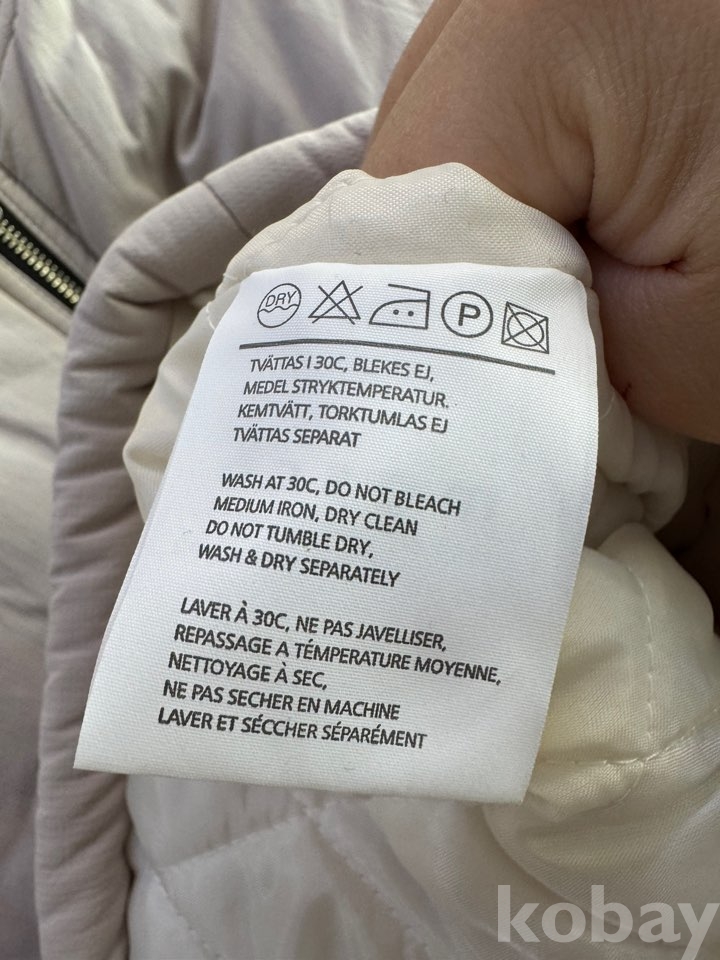 DRY
P
TVÄTTAS I 30C, BLEKES EJ,
MEDEL STRYKTEMPERATUR.
KEMTVÄTT, TORKTUMLAS EJ
TVÄTTAS SEPARAT
WASH AT 30C, DO NOT BLEACH
MEDIUM IRON, DRY CLEAN
DO NOT TUMBLE DRY,
WASH & DRY SEPARATELY
LAVER À 30C, NE PAS JAVELLISER,
REPASSAGE A TÉMPERATURE MOYENNE,
NETTOYAGE À SEC,
NE PAS SECHER EN MACHINE
LAVER ET SÉCCHER SÉPARÉMENT
kobay